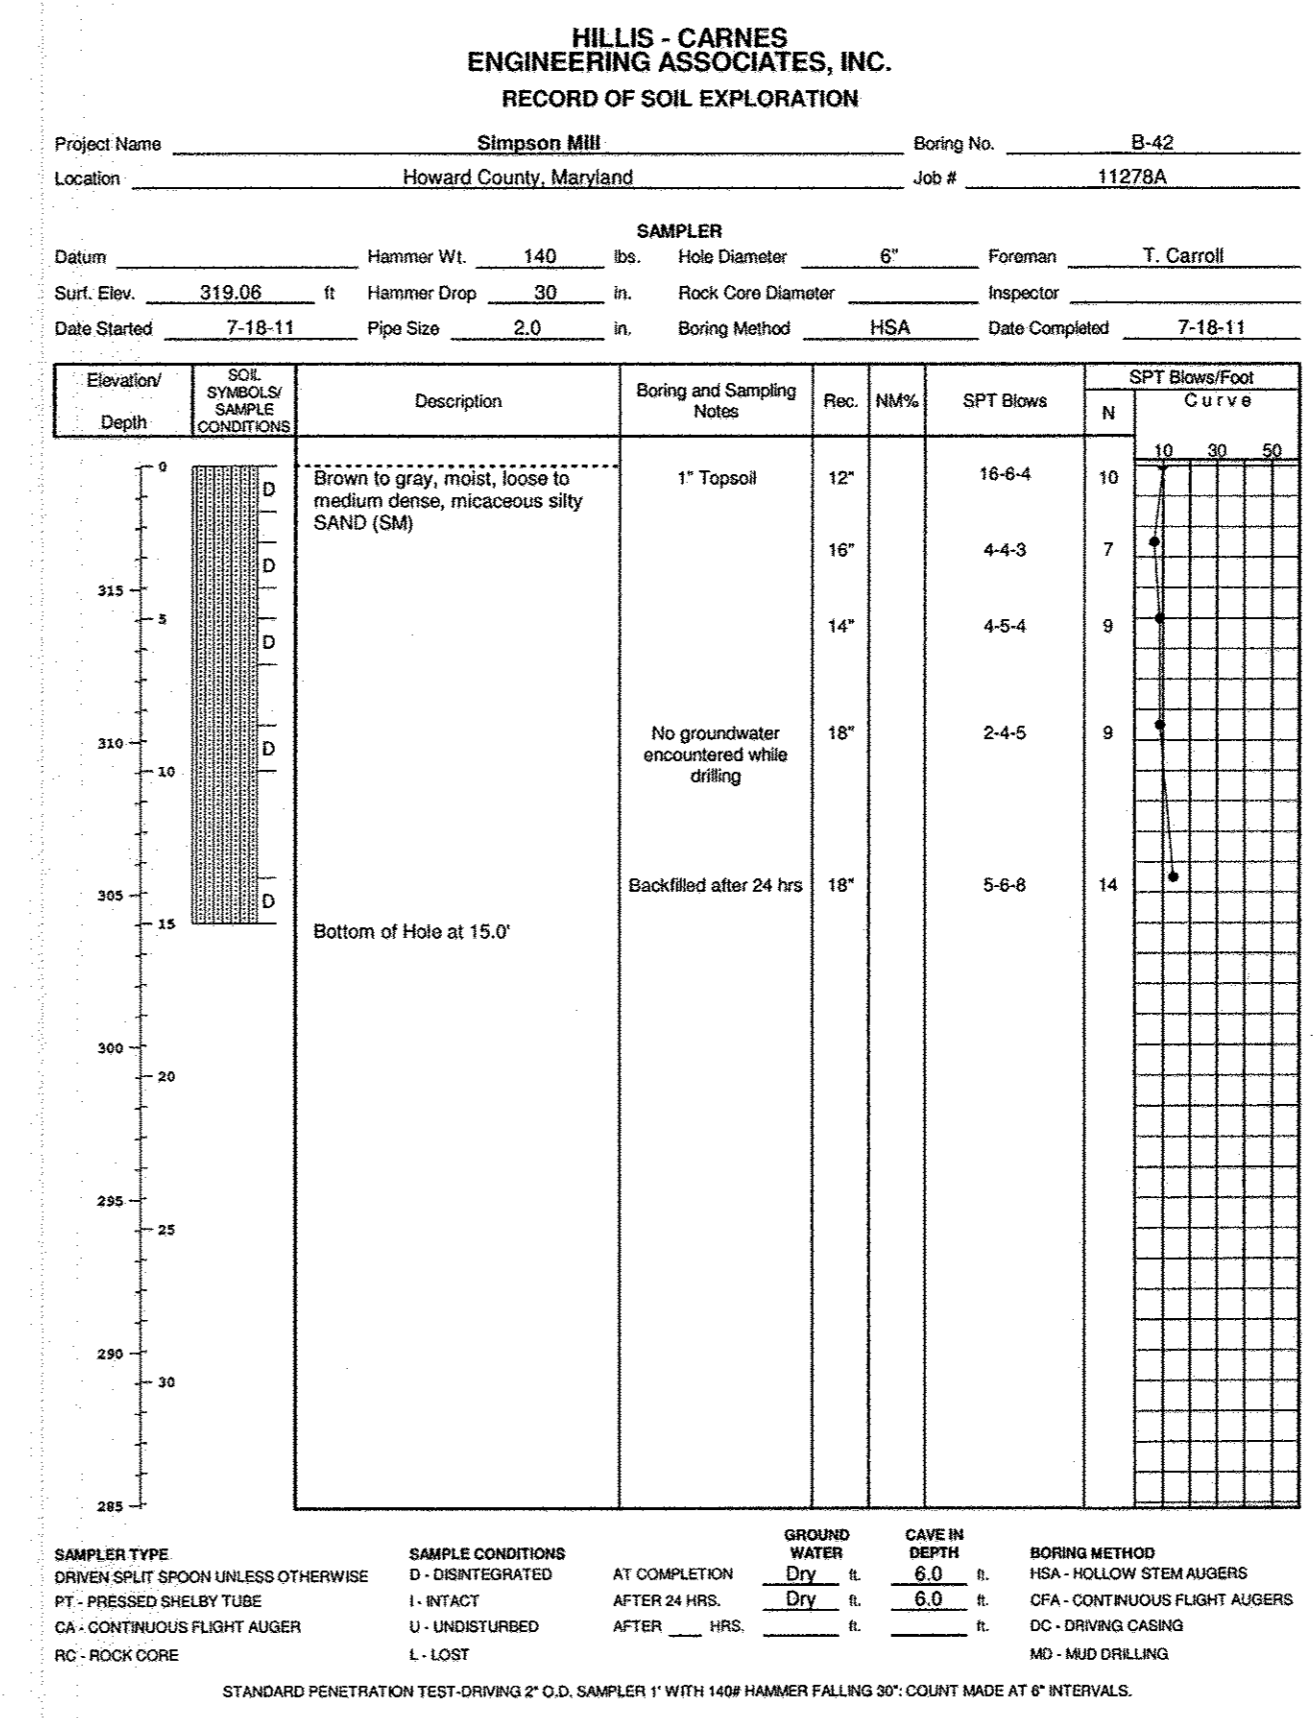 HILLIS - CARNES
ENGINEERING ASSOCIATES, INC.
RECORD OF SOIL EXPLORATION
Project Name Simpson Mill Boring No. B-42
Location Howard County, Maryland Job # 11278A
SAMPLER
Datum Hammer Wt. 140 lbs. Hole Diameter 6" Foreman T. Carroll
Surf. Elev. 319.06 ft Hammer Drop 30 in. Rock Core Diameter Inspector
Date Started 7-18-11 Pipe Size 2.0 in. Boring Method HSA Date Completed 7-18-11
Elevation/
Depth
SOIL
SYMBOLS/
SAMPLE
CONDITIONS
Description
Boring and Sampling
Notes
Rec.
NM%
SPT Blows
SPT Blows/Foot
N
Curve
10 30 50
0
D
Brown to gray, moist, loose to
medium dense, micaceous silty
SAND (SM)
1" Topsoil
12"
16-6-4
10
D
16"
4-4-3
7
315
5
D
14"
4-5-4
9
310
D
No groundwater
encountered while
drilling
18"
2-4-5
9
10
305
D
Backfilled after 24 hrs
18"
5-6-8
14
15
Bottom of Hole at 15.0'
300
20
295
25
290
30
285
SAMPLER TYPE
DRIVEN SPLIT SPOON UNLESS OTHERWISE
PT - PRESSED SHELBY TUBE
CA - CONTINUOUS FLIGHT AUGER
RC - ROCK CORE
SAMPLE CONDITIONS
D - DISINTEGRATED
I - INTACT
U - UNDISTURBED
L - LOST
GROUND
WATER
CAVE IN
DEPTH
AT COMPLETION Dry ft. 6.0 ft.
AFTER 24 HRS. Dry ft. 6.0 ft.
AFTER ___ HRS. ft. ft.
BORING METHOD
HSA - HOLLOW STEM AUGERS
CFA - CONTINUOUS FLIGHT AUGERS
DC - DRIVING CASING
MD - MUD DRILLING
STANDARD PENETRATION TEST-DRIVING 2" O.D. SAMPLER 1' WITH 140# HAMMER FALLING 30": COUNT MADE AT 6" INTERVALS.